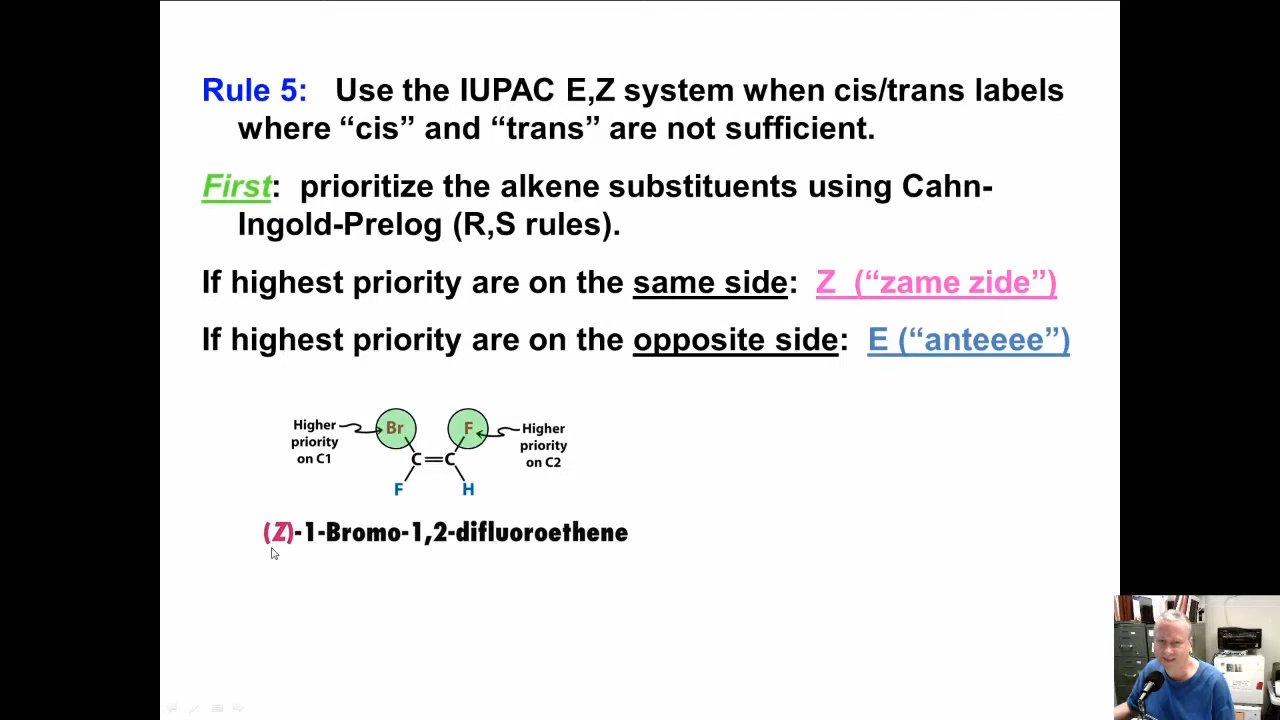 Rule 5: Use the IUPAC E,Z system when cis/trans labels
where “cis” and “trans” are not sufficient.
First: prioritize the alkene substituents using Cahn-
Ingold-Prelog (R,S rules).
If highest priority are on the same side: Z (“zame zide”)
If highest priority are on the opposite side: E (“anteeee”)
Higher
priority
on C1
Br
F
Higher
priority
on C2
C=C
F
H
(Z)-1-Bromo-1,2-difluoroethene